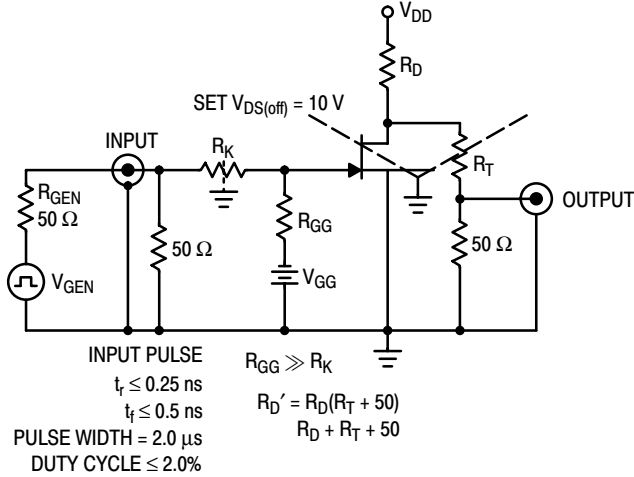 V_DD
R_D
SET V_DS(off) = 10 V
INPUT
R_K
R_T
R_GEN
50 Ω
50 Ω
R_GG
OUTPUT
50 Ω
V_GEN
V_GG
INPUT PULSE
t_r ≤ 0.25 ns
t_f ≤ 0.5 ns
PULSE WIDTH = 2.0 μs
DUTY CYCLE ≤ 2.0%
R_GG ≫ R_K
R_D′ = R_D(R_T + 50)
R_D + R_T + 50